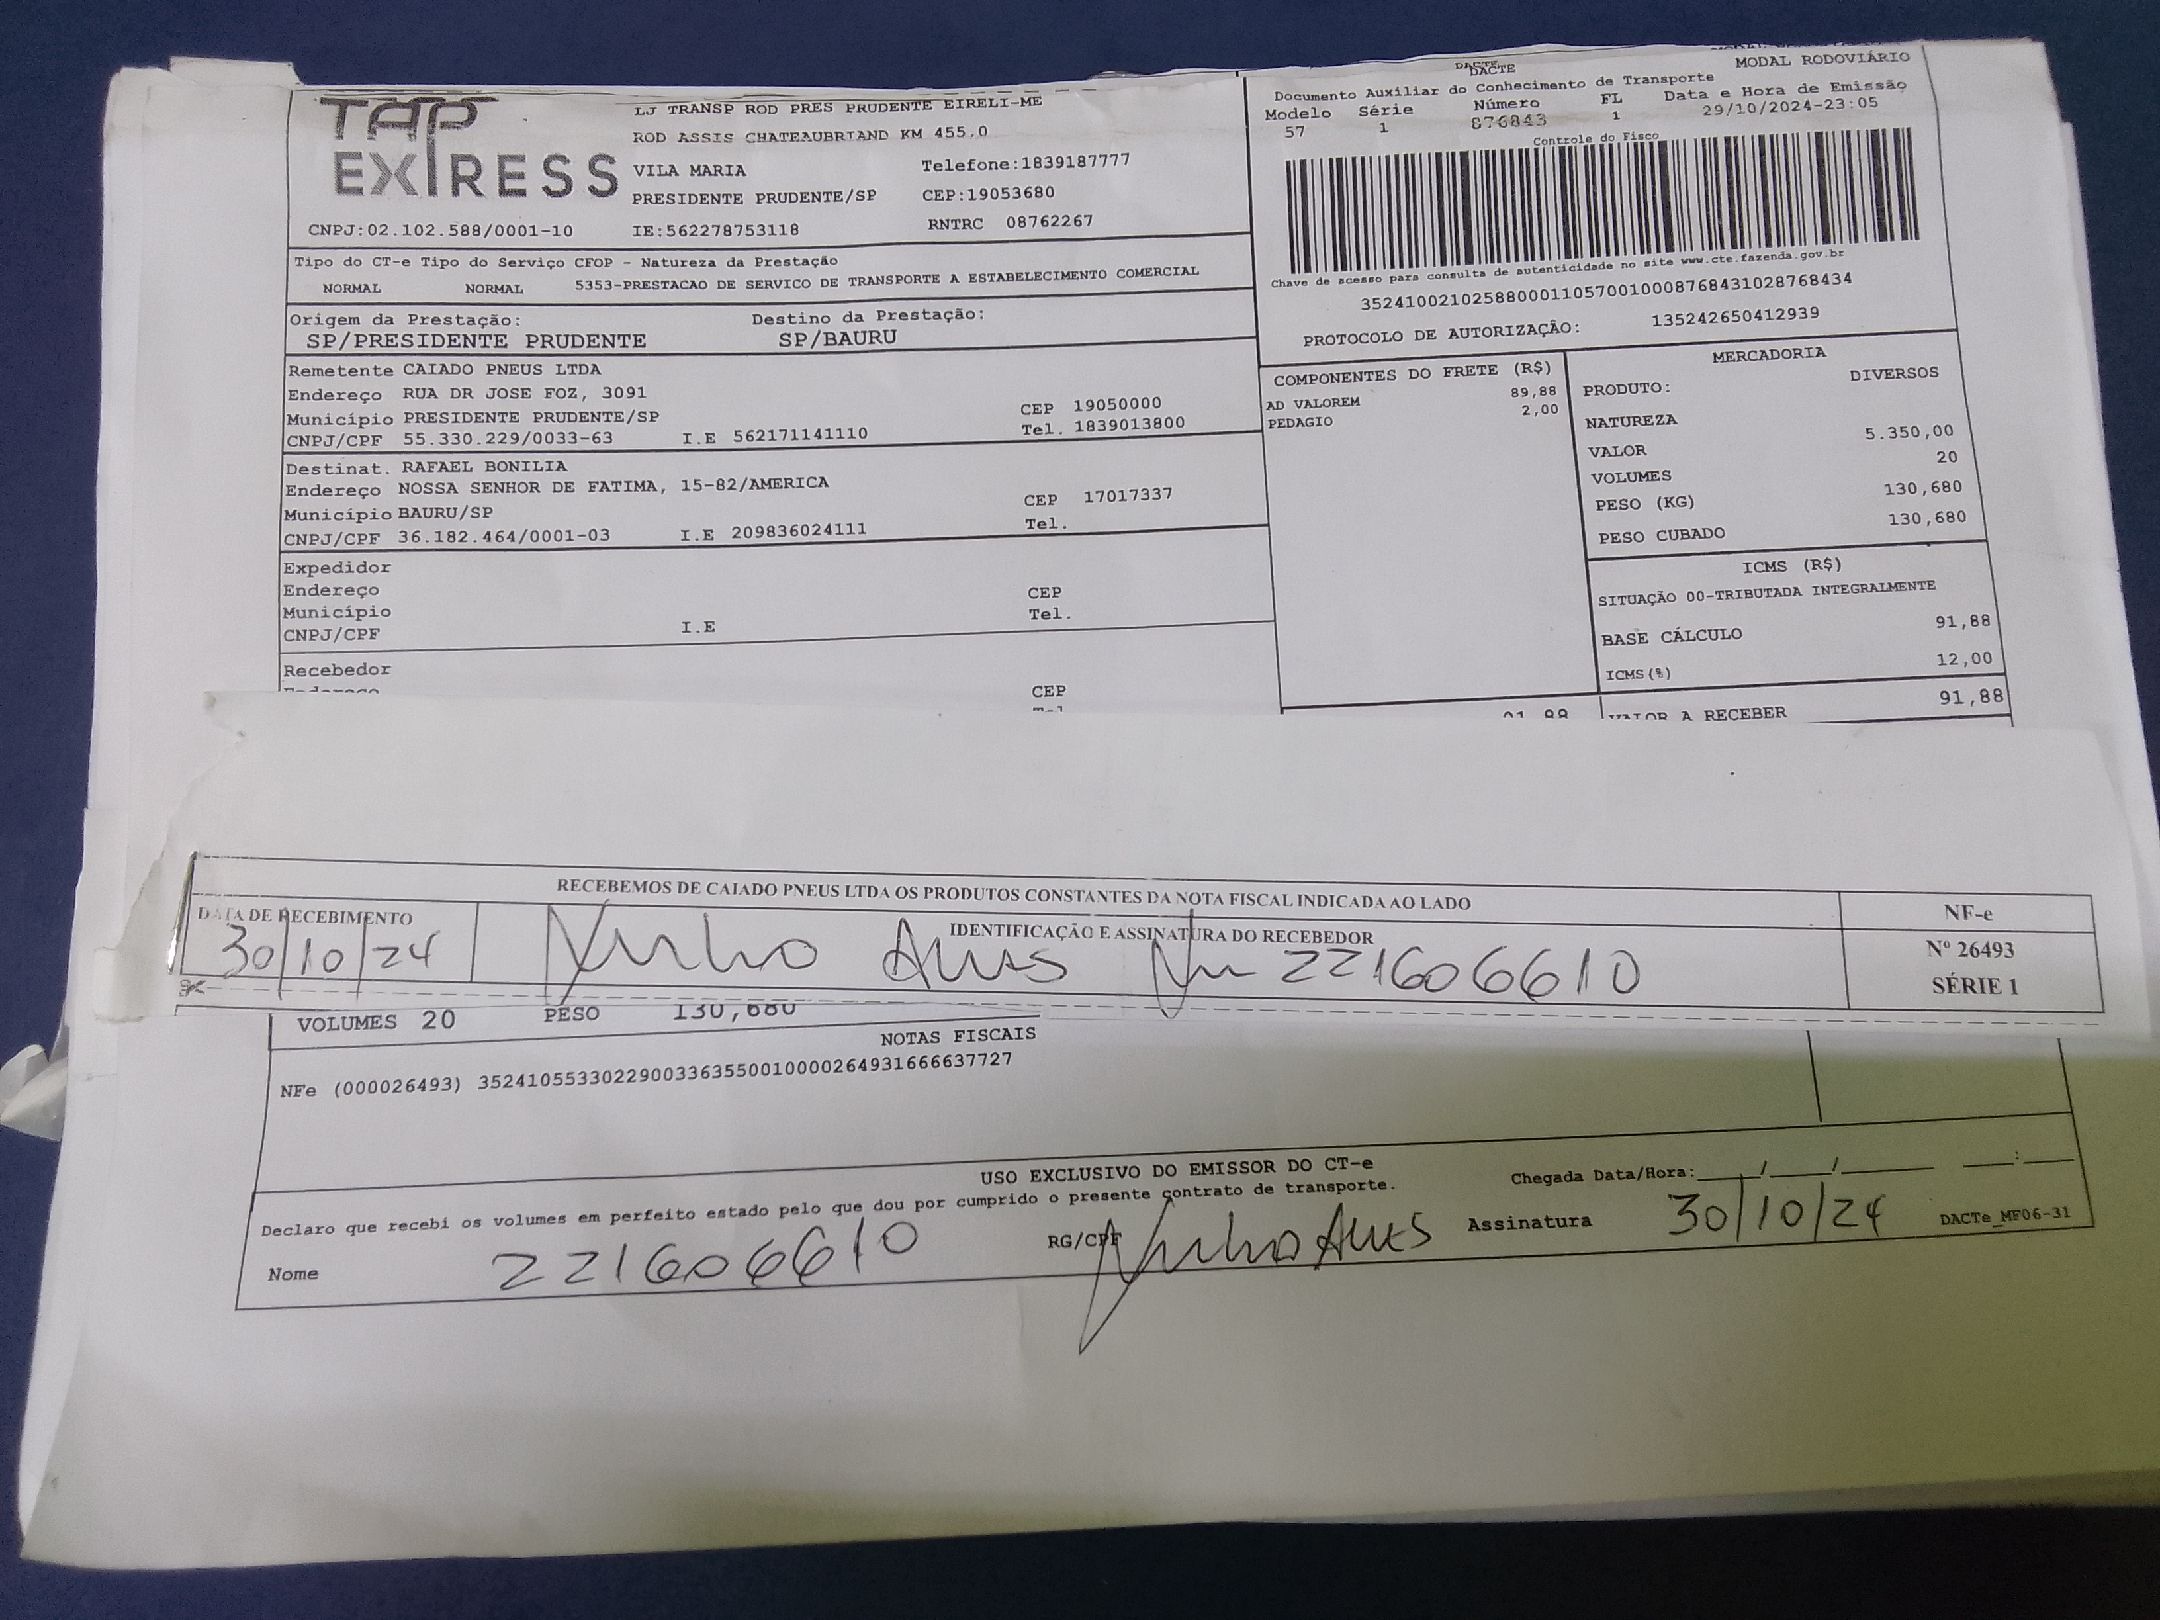 TAP
EXPRESS
LJ TRANSP ROD PRES PRUDENTE EIRELI-ME
ROD ASSIS CHATEAUBRIAND KM 455,0
VILA MARIA Telefone:1839187777
PRESIDENTE PRUDENTE/SP CEP:19053680
CNPJ:02.102.588/0001-10 IE:562278753118 RNTRC 08762267
DACTE MODAL RODOVIÁRIO
Documento Auxiliar do Conhecimento de Transporte
Modelo Série Número FL Data e Hora de Emissão
57 1 876843 1 29/10/2024-23:05
Controle do Fisco
Chave de acesso para consulta de autenticidade no site www.cte.fazenda.gov.br
35241002102588000110570010008768431028768434
PROTOCOLO DE AUTORIZAÇÃO: 135242650412939
Tipo do CT-e Tipo do Serviço CFOP - Natureza da Prestação
NORMAL NORMAL 5353-PRESTACAO DE SERVICO DE TRANSPORTE A ESTABELECIMENTO COMERCIAL
Origem da Prestação: Destino da Prestação:
SP/PRESIDENTE PRUDENTE SP/BAURU
Remetente CAIADO PNEUS LTDA
Endereço RUA DR JOSE FOZ, 3091
Município PRESIDENTE PRUDENTE/SP CEP 19050000
CNPJ/CPF 55.330.229/0033-63 I.E 562171141110 Tel. 1839013800
Destinat. RAFAEL BONILIA
Endereço NOSSA SENHOR DE FATIMA, 15-82/AMERICA
Município BAURU/SP CEP 17017337
CNPJ/CPF 36.182.464/0001-03 I.E 209836024111 Tel.
Expedidor
Endereço CEP
Município Tel.
CNPJ/CPF I.E
Recebedor
Endereço CEP
COMPONENTES DO FRETE (R$)
AD VALOREM 89,88
PEDAGIO 2,00
MERCADORIA
PRODUTO: DIVERSOS
NATUREZA
VALOR 5.350,00
VOLUMES 20
PESO (KG) 130,680
PESO CUBADO 130,680
ICMS (R$)
SITUAÇÃO 00-TRIBUTADA INTEGRALMENTE
BASE CÁLCULO 91,88
ICMS(%) 12,00
91,88 VALOR A RECEBER 91,88
RECEBEMOS DE CAIADO PNEUS LTDA OS PRODUTOS CONSTANTES DA NOTA FISCAL INDICADA AO LADO
DATA DE RECEBIMENTO IDENTIFICAÇÃO E ASSINATURA DO RECEBEDOR
30/10/24 221606610
NF-e
Nº 26493
SÉRIE 1
VOLUMES 20 PESO 130,680
NOTAS FISCAIS
NFe (000026493) 35241055330229003363550010000264931666637727
USO EXCLUSIVO DO EMISSOR DO CT-e
Declaro que recebi os volumes em perfeito estado pelo que dou por cumprido o presente contrato de transporte.
Chegada Data/Hora:___/___/______ ___:___
Nome 221606610 RG/CPF Assinatura 30/10/24 DACTe_MF06-31